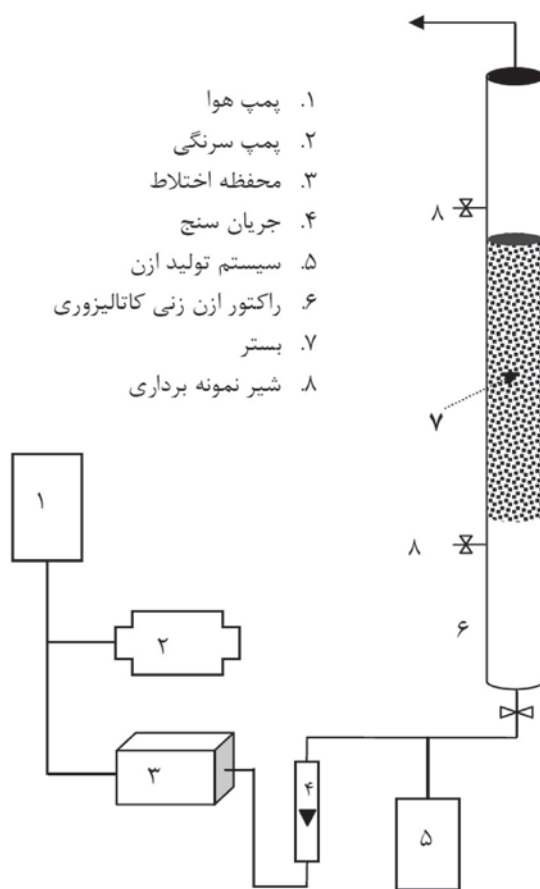 ۱. پمپ هوا
۲. پمپ سرنگی
۳. محفظه اختلاط
۴. جریان سنج
۵. سیستم تولید ازن
۶. راکتور ازن زنی کاتالیزوری
۷. بستر
۸. شیر نمونه برداری
۸
۷
۱
۸
۶
۲
۳
۴
۵